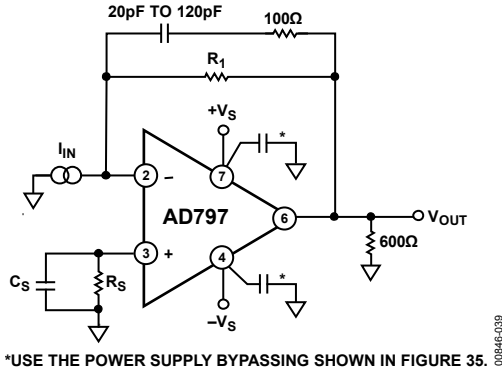 20pF TO 120pF
100Ω
R1
+VS
*
IIN
2
–
7
AD797
6
VOUT
600Ω
3
+
4
CS
RS
*
–VS
*USE THE POWER SUPPLY BYPASSING SHOWN IN FIGURE 35.
00846-039